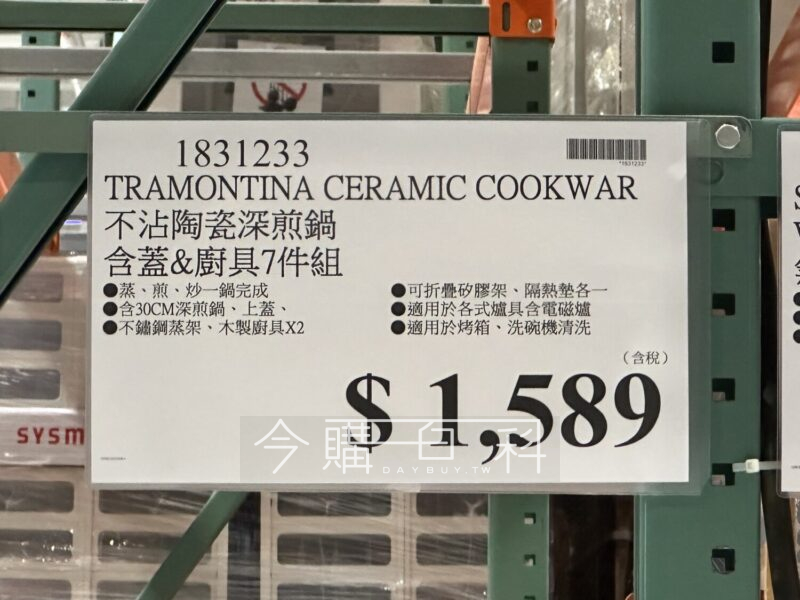 1831233
*1831233*
TRAMONTINA CERAMIC COOKWAR
不沾陶瓷深煎鍋
含蓋&廚具7件組
●蒸、煎、炒一鍋完成
●含30CM深煎鍋、上蓋、
●不鏽鋼蒸架、木製廚具X2
●可折疊矽膠架、隔熱墊各一
●適用於各式爐具含電磁爐
●適用於烤箱、洗碗機清洗
(含稅)
$ 1,589
今購百科
DAYBUY.TW
SYSM